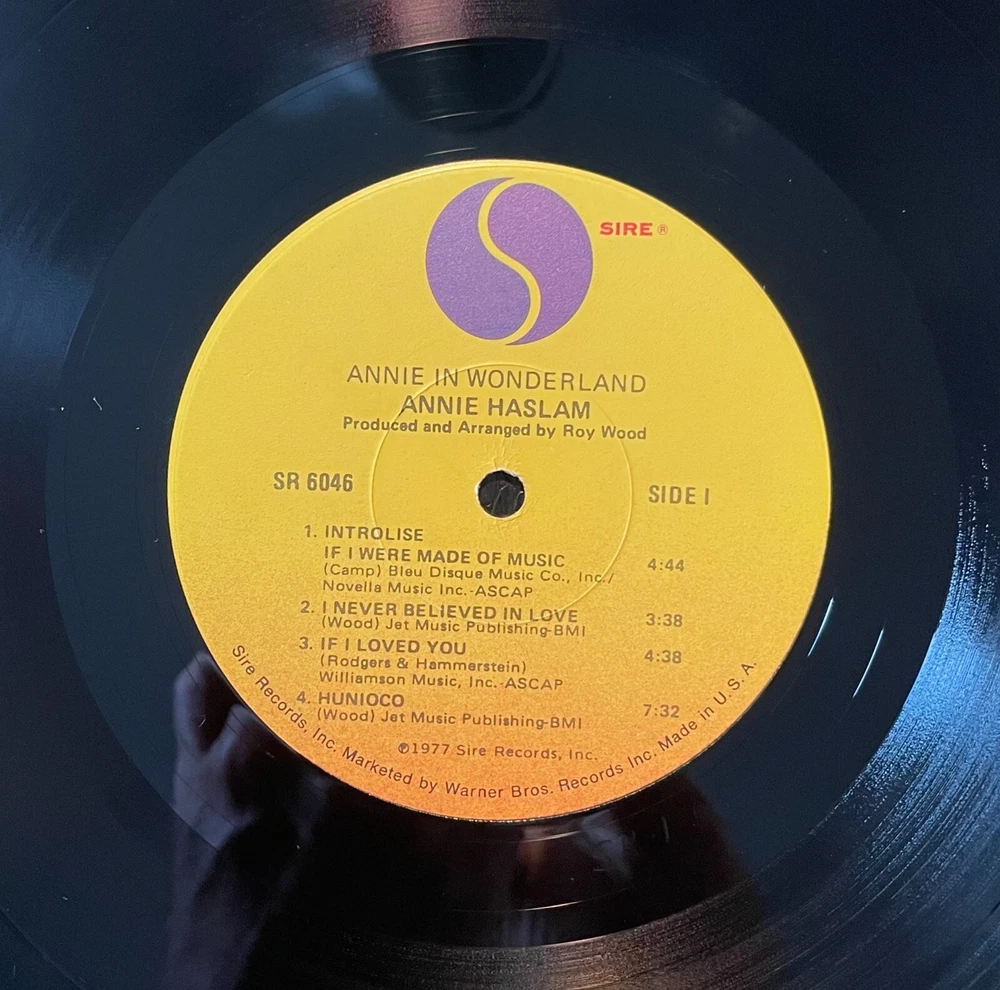 SIRE ®
ANNIE IN WONDERLAND
ANNIE HASLAM
Produced and Arranged by Roy Wood
SR 6046
SIDE I
1. INTROLISE
IF I WERE MADE OF MUSIC 4:44
(Camp) Bleu Disque Music Co., Inc./
Novella Music Inc.-ASCAP
2. I NEVER BELIEVED IN LOVE 3:38
(Wood) Jet Music Publishing-BMI
3. IF I LOVED YOU 4:38
(Rodgers & Hammerstein)
Williamson Music, Inc.-ASCAP
4. HUNIOCO 7:32
(Wood) Jet Music Publishing-BMI
℗1977 Sire Records, Inc.
Sire Records, Inc. Marketed by Warner Bros. Records Inc. Made in U. S. A.